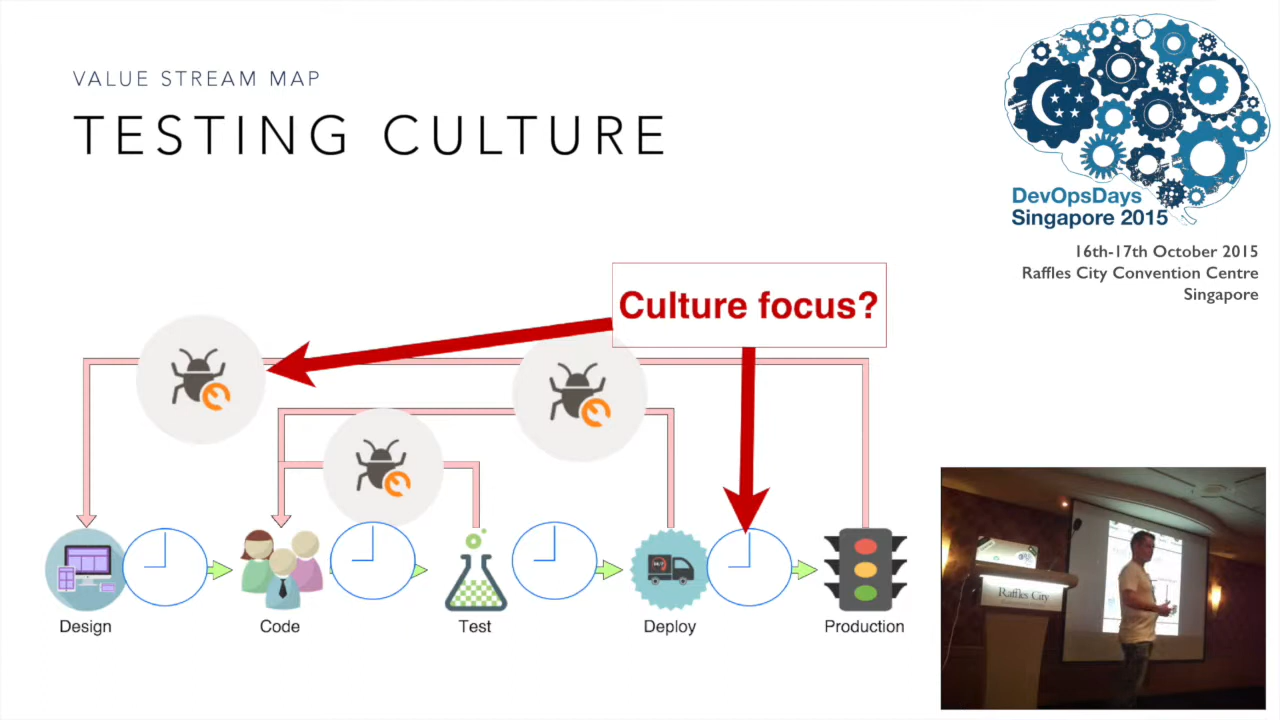 VALUE STREAM MAP
TESTING CULTURE
DevOpsDays
Singapore 2015
16th-17th October 2015
Raffles City Convention Centre
Singapore
Culture focus?
Design
Code
Test
Deploy
Production
Raffles City